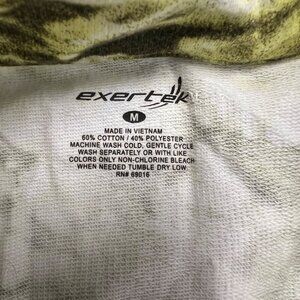 exertek
M
MADE IN VIETNAM
60% COTTON / 40% POLYESTER
MACHINE WASH COLD, GENTLE CYCLE
WASH SEPARATELY OR WITH LIKE
COLORS ONLY NON-CHLORINE BLEACH
WHEN NEEDED TUMBLE DRY LOW
RN# 69016